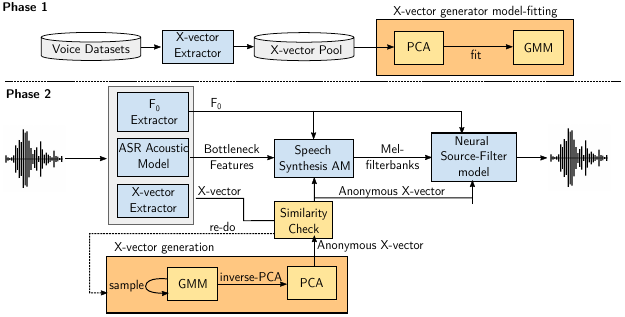 Phase 1
X-vector generator model-fitting
Voice Datasets
X-vector
Extractor
X-vector Pool
PCA
fit
GMM
Phase 2
F0
Extractor
F0
ASR Acoustic
Model
Bottleneck
Features
Speech
Synthesis AM
Mel-
filterbanks
Neural
Source-Filter
model
X-vector
Extractor
X-vector
Anonymous X-vector
Similarity
Check
re-do
X-vector generation
Anonymous X-vector
sample
GMM
inverse-PCA
PCA